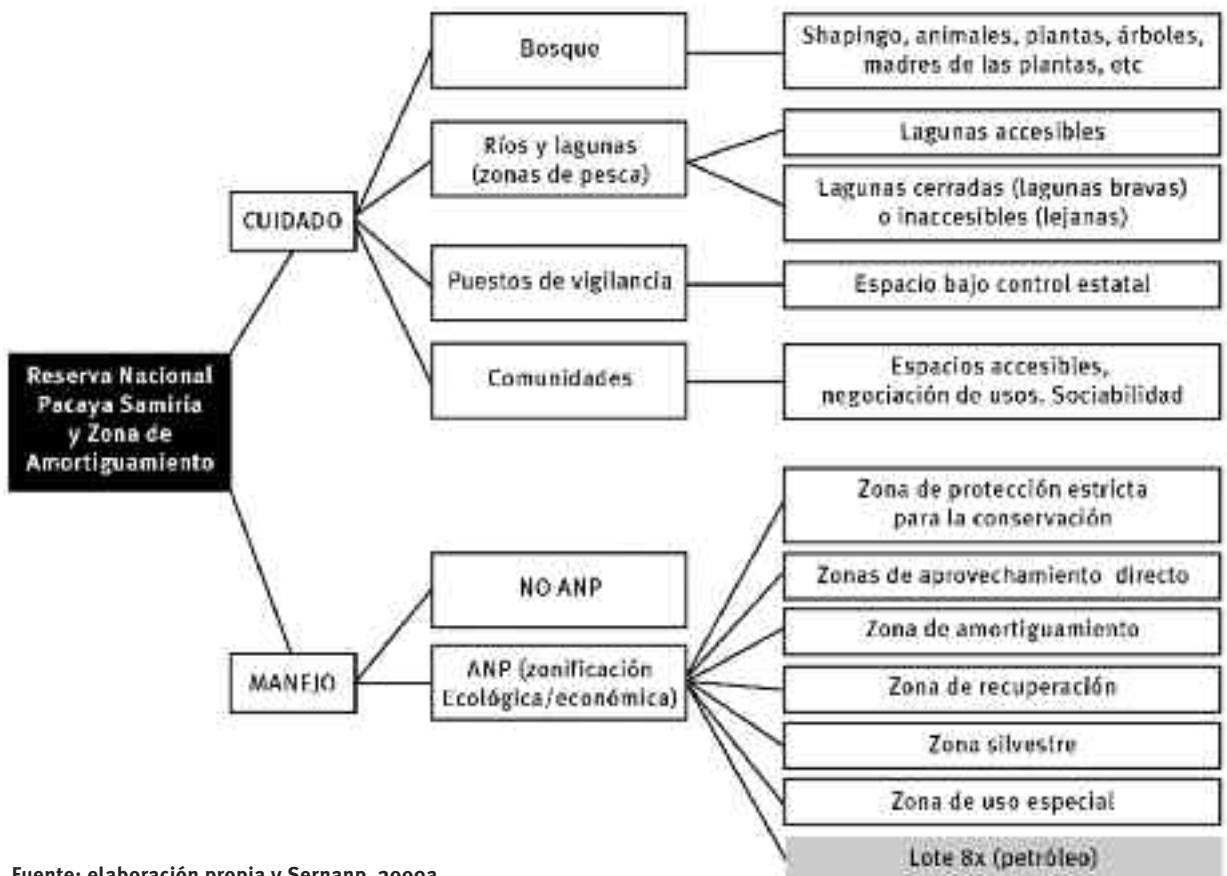 Bosque
Shapingo, animales, plantas, árboles,
madres de las plantas, etc
Ríos y lagunas
(zonas de pesca)
Lagunas accesibles
Lagunas cerradas (lagunas bravas)
o inaccesibles (lejanas)
CUIDADO
Puestos de vigilancia
Espacio bajo control estatal
Comunidades
Espacios accesibles,
negociación de usos. Sociabilidad
Reserva Nacional
Pacaya Samiria
y Zona de
Amortiguamiento
MANEJO
NO ANP
ANP (zonificación
Ecológica/económica)
Zona de protección estricta
para la conservación
Zonas de aprovechamiento directo
Zona de amortiguamiento
Zona de recuperación
Zona silvestre
Zona de uso especial
Lote 8x (petróleo)
Fuente: elaboración propia y Sernanp,